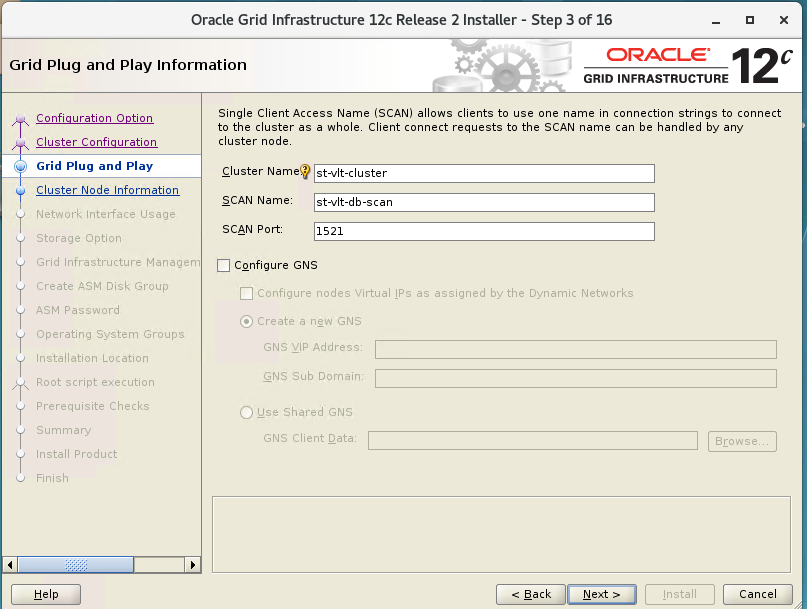 Oracle Grid Infrastructure 12c Release 2 Installer - Step 3 of 16
Grid Plug and Play Information
ORACLE
GRID INFRASTRUCTURE
12c
Configuration Option
Cluster Configuration
Grid Plug and Play
Cluster Node Information
Network Interface Usage
Storage Option
Grid Infrastructure Managem
Create ASM Disk Group
ASM Password
Operating System Groups
Installation Location
Root script execution
Prerequisite Checks
Summary
Install Product
Finish
Single Client Access Name (SCAN) allows clients to use one name in connection strings to connect
to the cluster as a whole. Client connect requests to the SCAN name can be handled by any
cluster node.
Cluster Name: st-vlt-cluster
SCAN Name: st-vlt-db-scan
SCAN Port: 1521
Configure GNS
Configure nodes Virtual IPs as assigned by the Dynamic Networks
Create a new GNS
GNS VIP Address:
GNS Sub Domain:
Use Shared GNS
GNS Client Data:
Browse...
Help
< Back
Next >
Install
Cancel